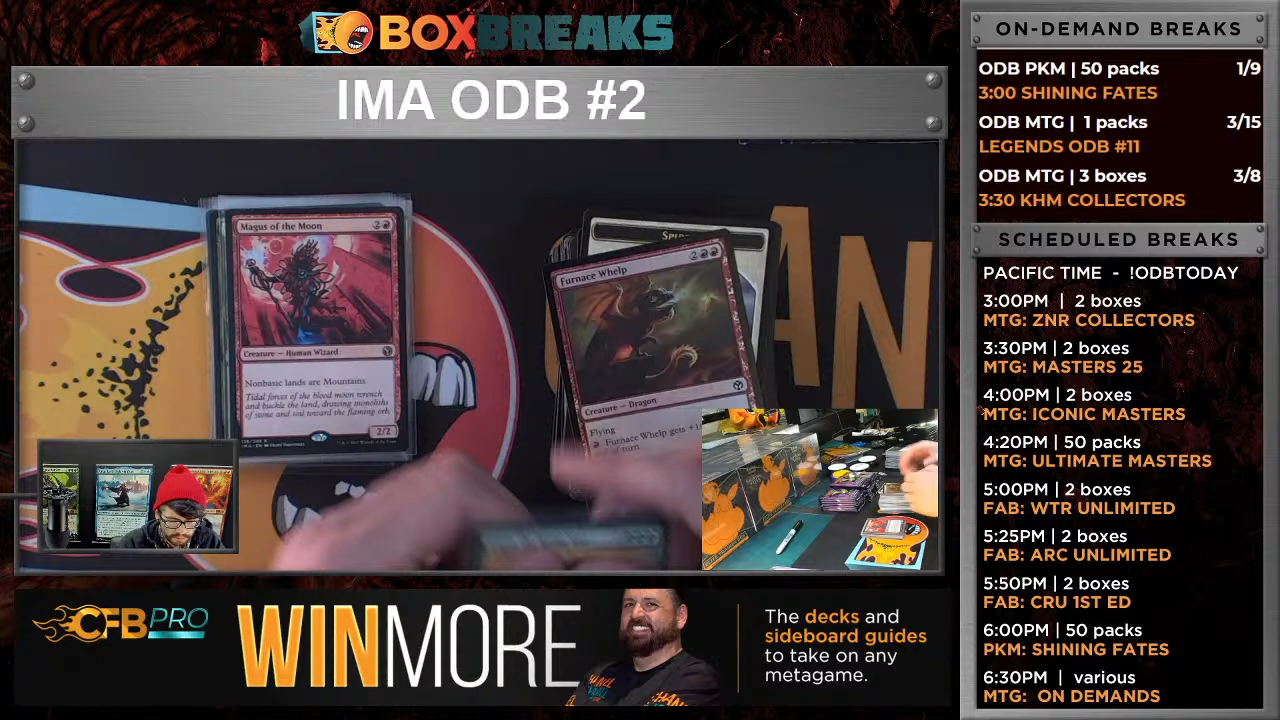 BOXBREAKS
IMA ODB #2
Magus of the Moon
Creature — Human Wizard
Nonbasic lands are Mountains.
Tidal forces of the blood moon wrench
and buckle the land, drawing monoliths
of stone and soil toward the flaming orb.
2/2
Furnace Whelp
Creature — Dragon
Flying
Furnace Whelp gets +1
of turn.
AN
CFBPRO
WINMORE
The decks and
sideboard guides
to take on any
metagame.
ON-DEMAND BREAKS
ODB PKM | 50 packs 1/9
3:00 SHINING FATES
ODB MTG | 1 packs 3/15
LEGENDS ODB #11
ODB MTG | 3 boxes 3/8
3:30 KHM COLLECTORS
SCHEDULED BREAKS
PACIFIC TIME - !ODBTODAY
3:00PM | 2 boxes
MTG: ZNR COLLECTORS
3:30PM | 2 boxes
MTG: MASTERS 25
4:00PM | 2 boxes
MTG: ICONIC MASTERS
4:20PM | 50 packs
MTG: ULTIMATE MASTERS
5:00PM | 2 boxes
FAB: WTR UNLIMITED
5:25PM | 2 boxes
FAB: ARC UNLIMITED
5:50PM | 2 boxes
FAB: CRU 1ST ED
6:00PM | 50 packs
PKM: SHINING FATES
6:30PM | various
MTG: ON DEMANDS